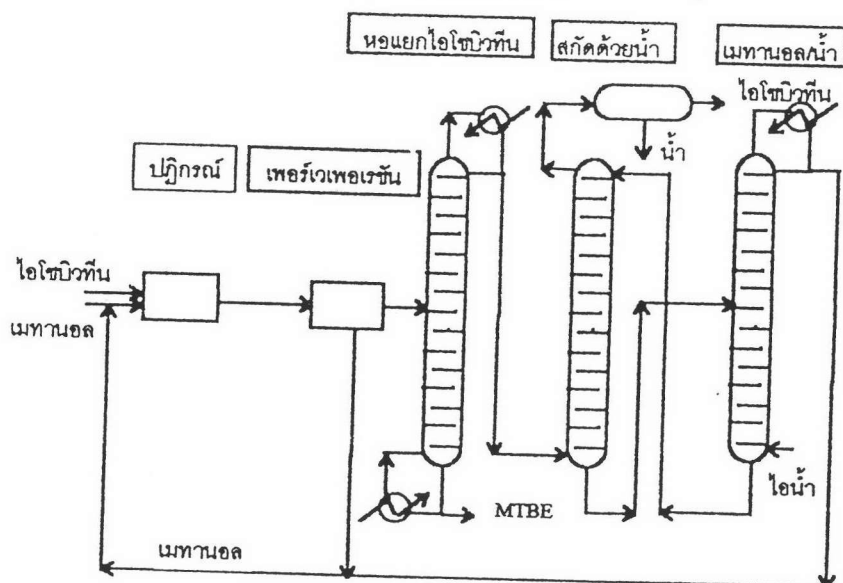 หอแยกไอโซบิวทีน
สกัดด้วยน้ำ
เมทานอล/น้ำ
ไอโซบิวทีน
น้ำ
ปฏิกรณ์
เพอร์เวเพอเรชัน
ไอโซบิวทีน
เมทานอล
ไอน้ำ
MTBE
เมทานอล